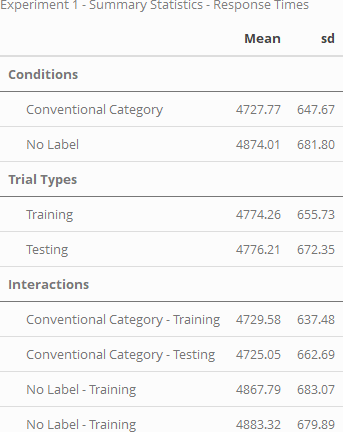 Experiment 1 - Summary Statistics - Response Times
Mean sd
Conditions
Conventional Category 4727.77 647.67
No Label 4874.01 681.80
Trial Types
Training 4774.26 655.73
Testing 4776.21 672.35
Interactions
Conventional Category - Training 4729.58 637.48
Conventional Category - Testing 4725.05 662.69
No Label - Training 4867.79 683.07
No Label - Training 4883.32 679.89